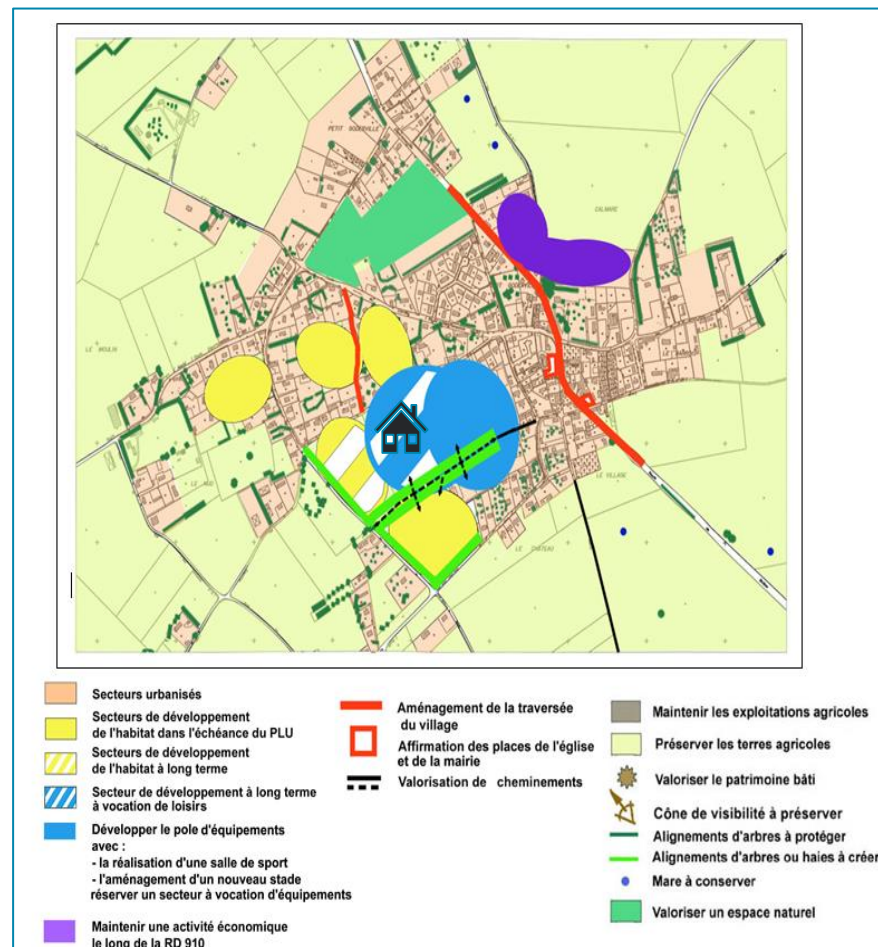 PETIT BODERVILLE
CALMARE
LE MOULIN
LE SUD
LE VILLAGE
LE CHÂTEAU
Secteurs urbanisés
Secteurs de développement
de l'habitat dans l'échéance du PLU
Secteurs de développement
de l'habitat à long terme
Secteur de développement à long terme
à vocation de loisirs
Développer le pole d'équipements
avec :
- la réalisation d'une salle de sport
- l'aménagement d'un nouveau stade
réserver un secteur à vocation d'équipements
Maintenir une activité économique
le long de la RD 910
Aménagement de la traversée
du village
Affirmation des places de l'église
et de la mairie
Valorisation de cheminements
Maintenir les exploitations agricoles
Préserver les terres agricoles
Valoriser le patrimoine bâti
Cône de visibilité à préserver
Alignements d'arbres à protéger
Alignements d'arbres ou haies à créer
Mare à conserver
Valoriser un espace naturel